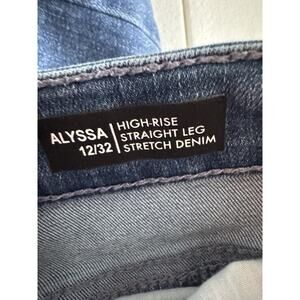 ALYSSA
12/32
HIGH-RISE
STRAIGHT LEG
STRETCH DENIM